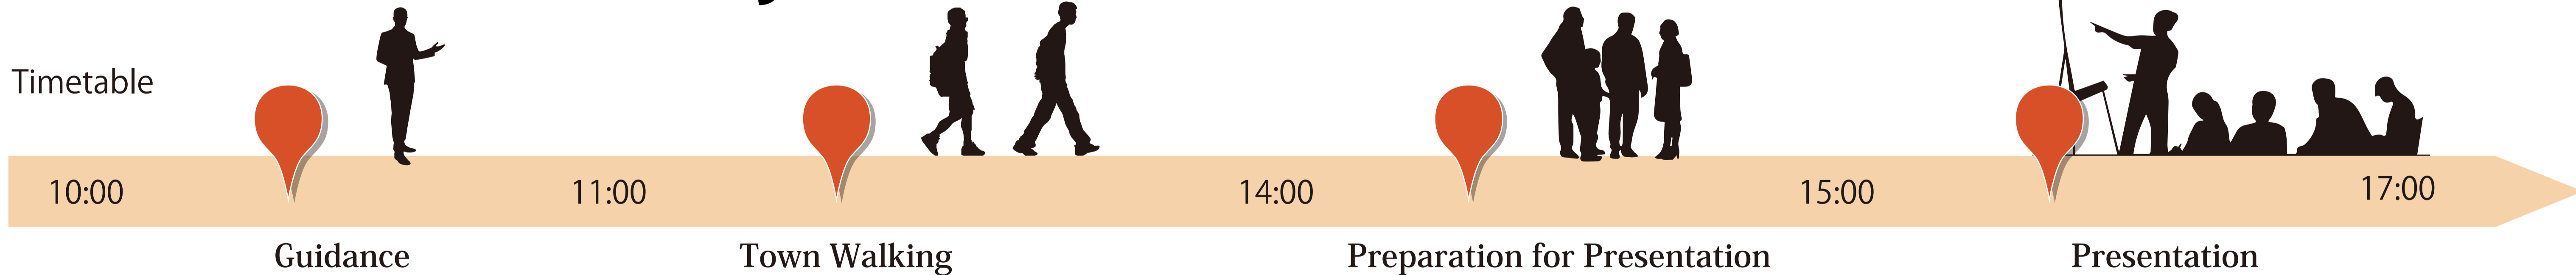 Timetable
10:00 11:00 14:00 15:00 17:00
Guidance Town Walking Preparation for Presentation Presentation